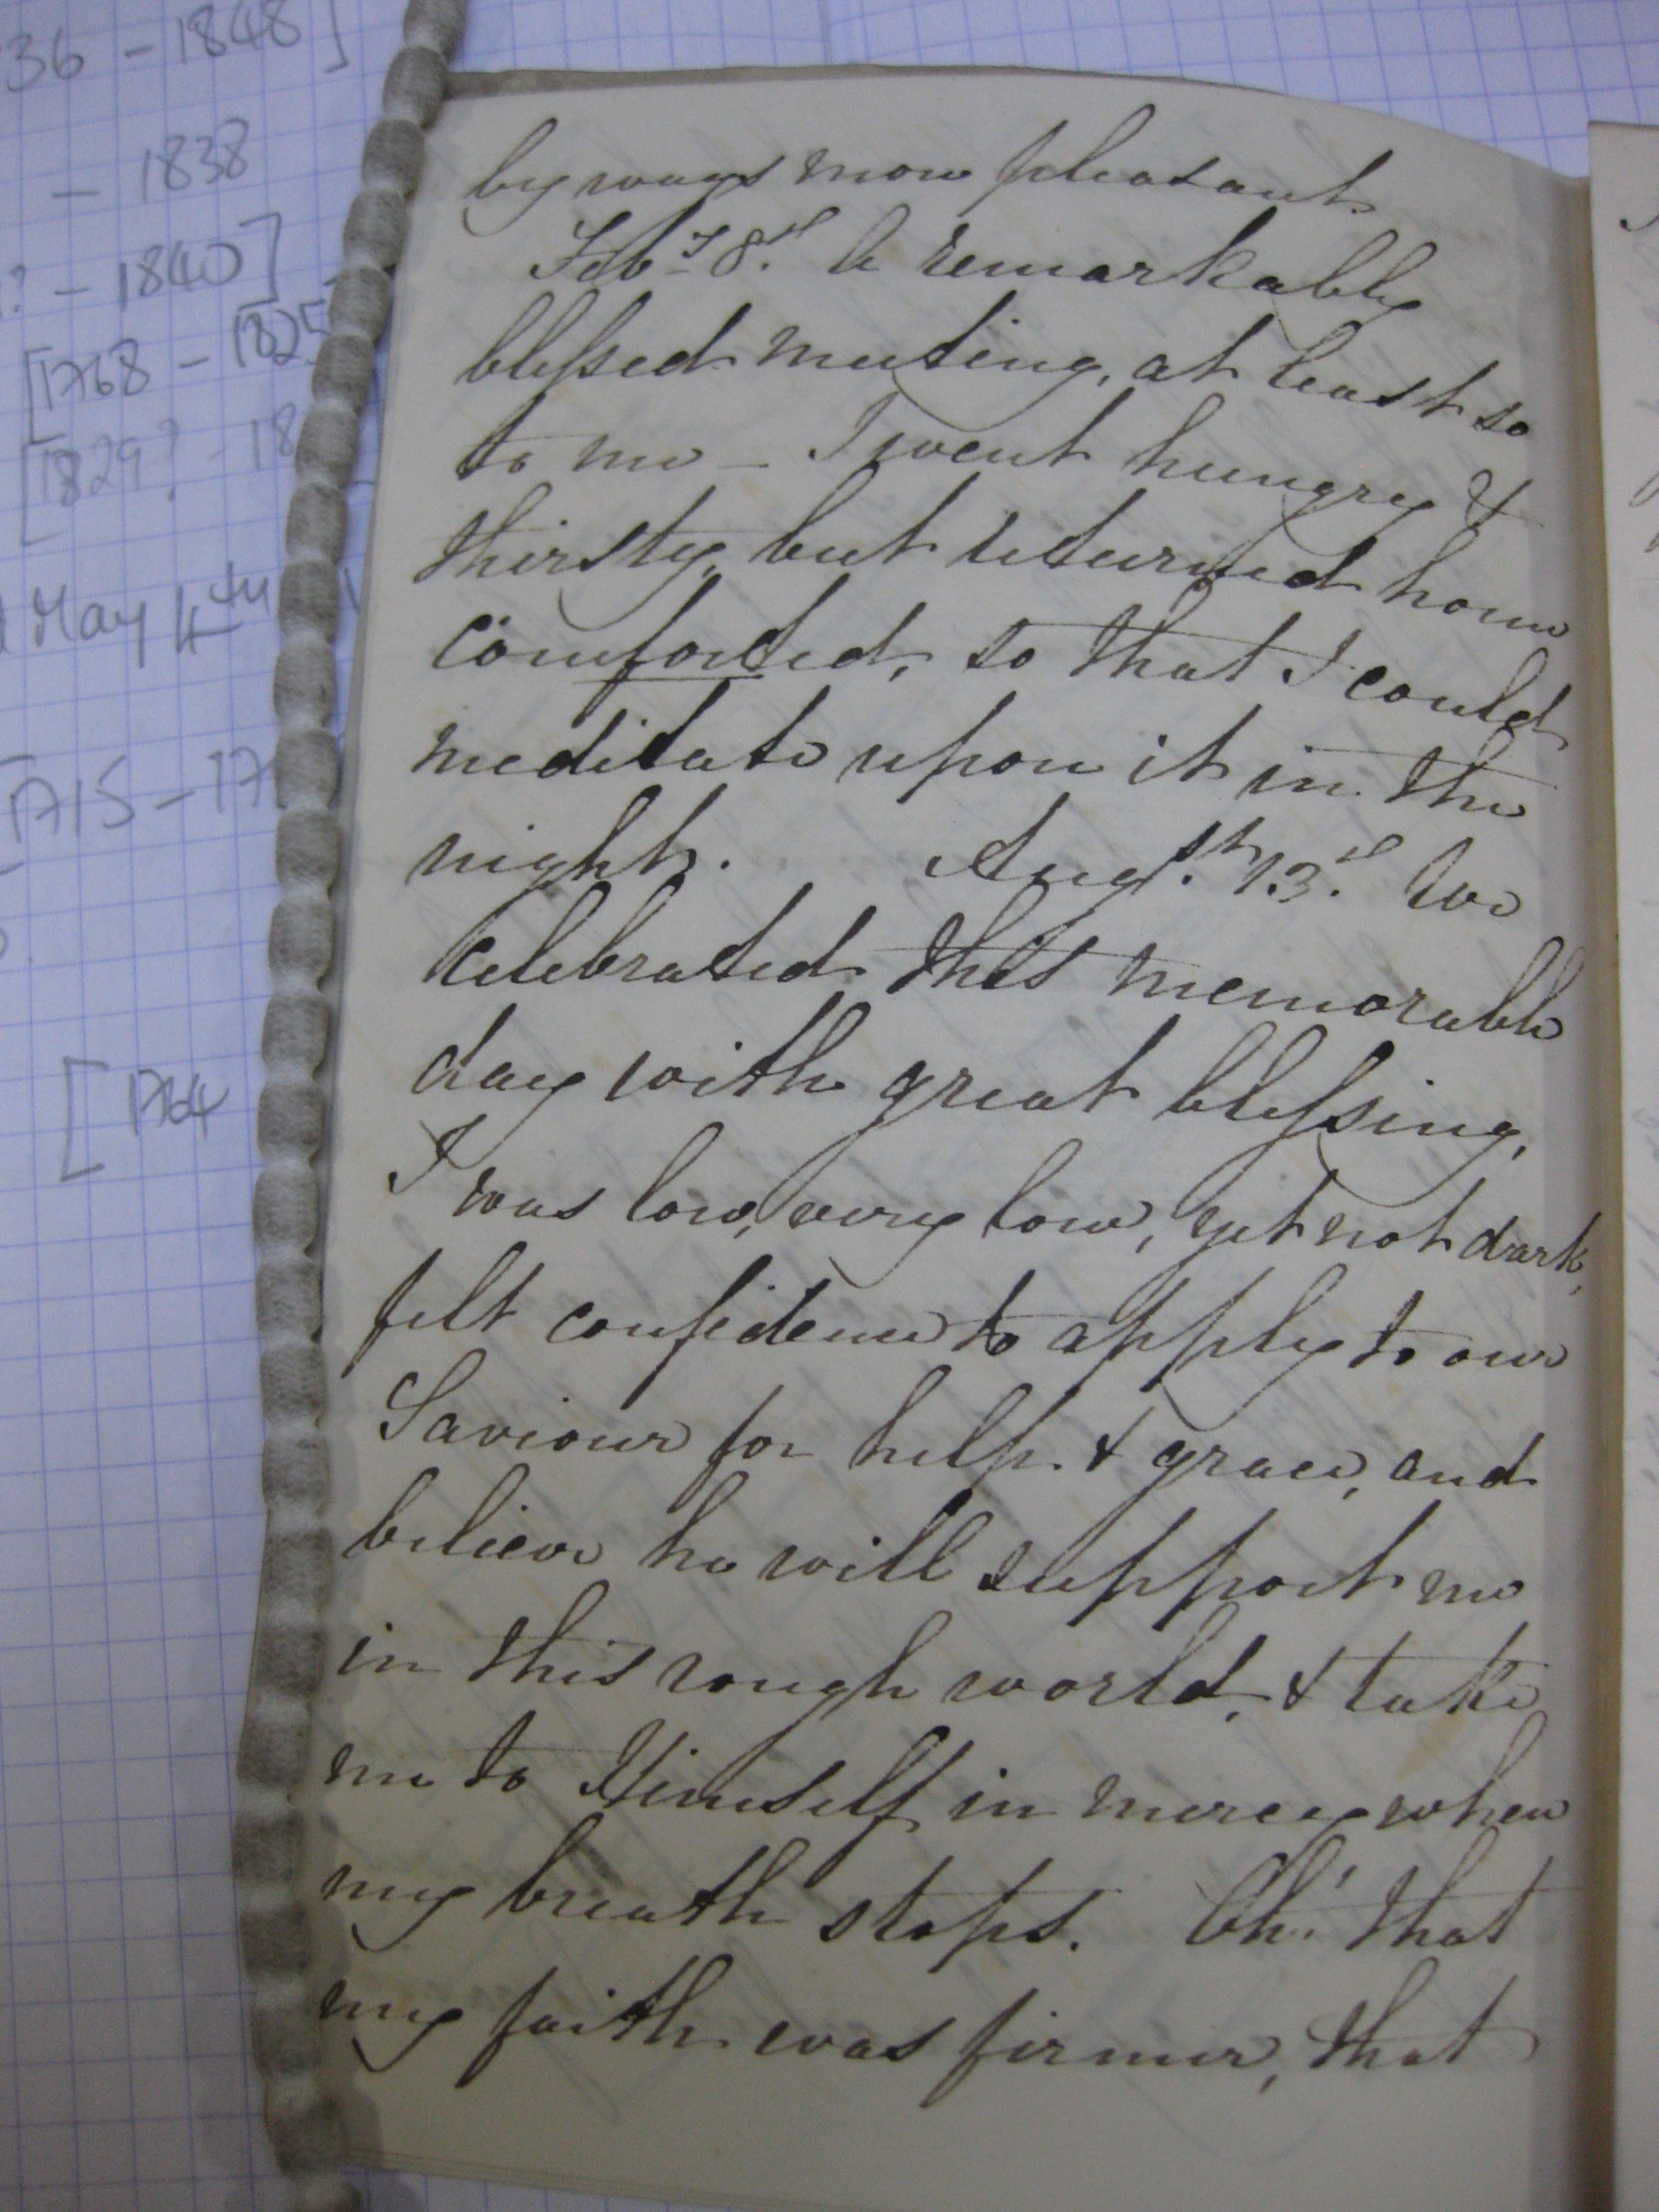 36 - 1848]
- 1838
? - 1840]
[1768 - 1825
[1829? - 18
May 4th
1715 - 17
[1764
by ways more pleasant
Feby 8th A remarkably
blessed meeting, at least so
to me - I went hungry &
thirsty, but returned home
comforted, so that I could
meditate upon it in the
night. Augst. 13th We
celebrated this memorable
day with great blessing,
I was low, very low, yet not dark,
felt confidence to apply to our
Saviour for help & grace, and
believe he will support me
in this rough world, & take
me to Himself in mercy when
my breath stops. Oh! that
my faith was firmer, that